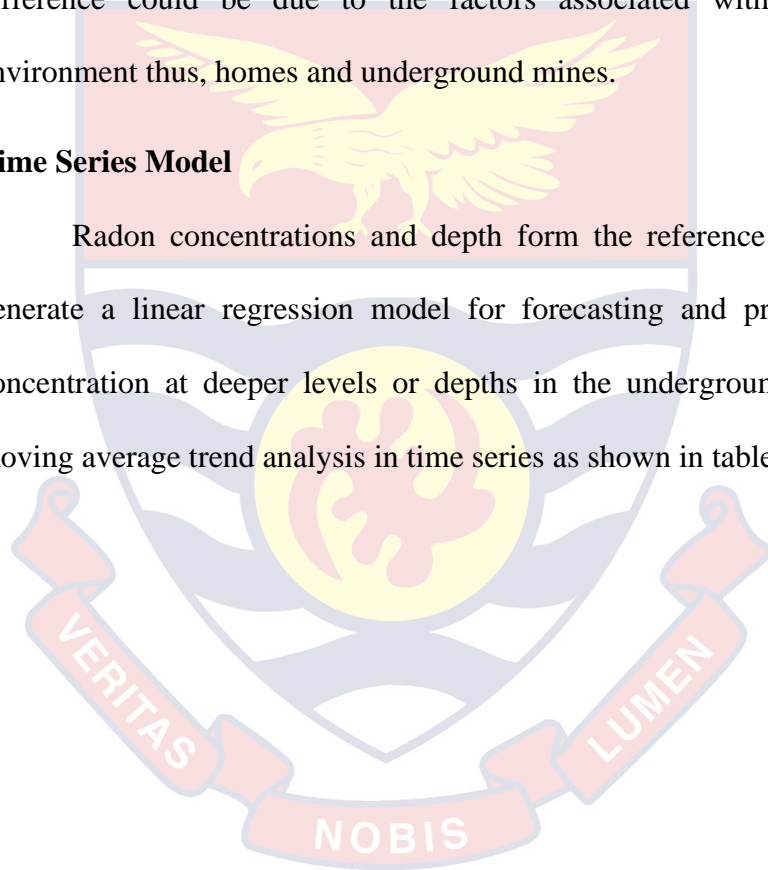 ifference could be due to the factors associated with
nvironment thus, homes and underground mines.
ime Series Model
Radon concentrations and depth form the reference
enerate a linear regression model for forecasting and pr
oncentration at deeper levels or depths in the undergroun
oving average trend analysis in time series as shown in table
VERITAS
NOBIS
LUMEN